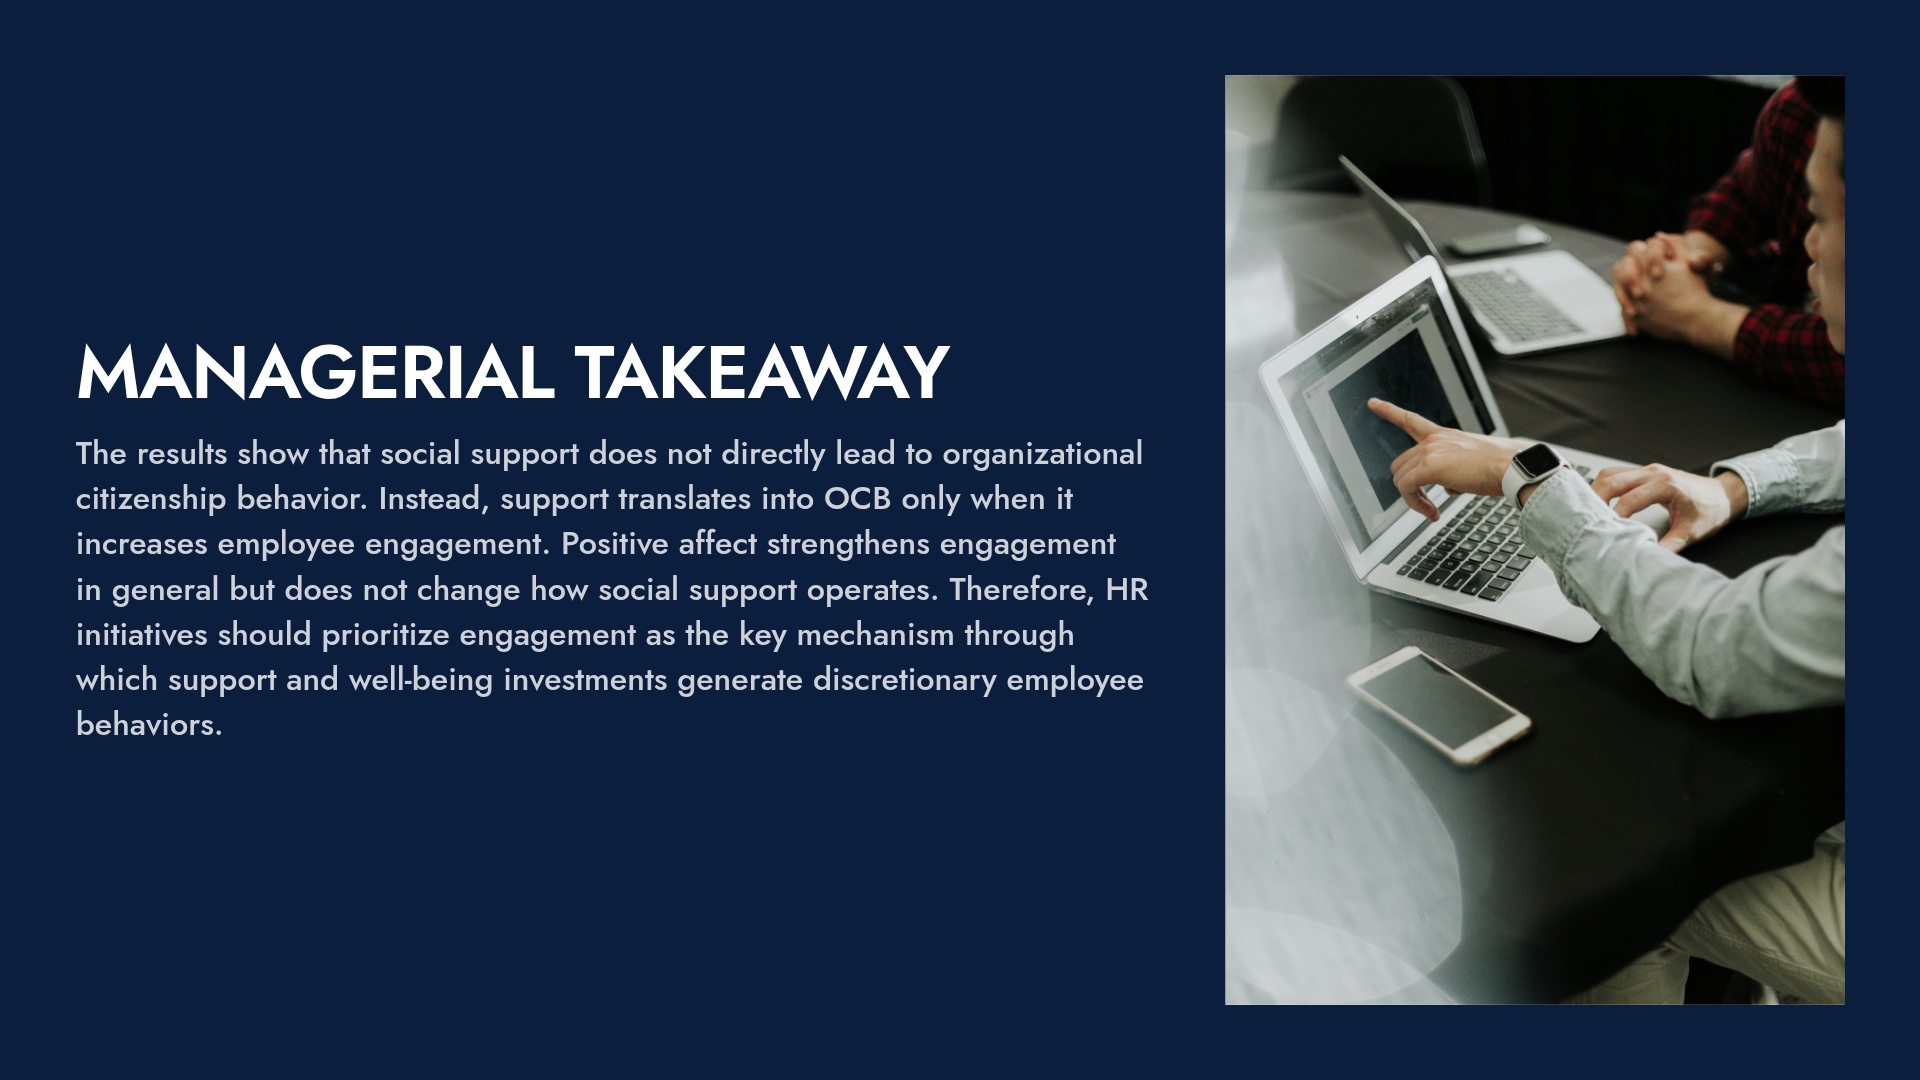 MANAGERIAL TAKEAWAY
The results show that social support does not directly lead to organizational
citizenship behavior. Instead, support translates into OCB only when it
increases employee engagement. Positive affect strengthens engagement
in general but does not change how social support operates. Therefore, HR
initiatives should prioritize engagement as the key mechanism through
which support and well-being investments generate discretionary employee
behaviors.